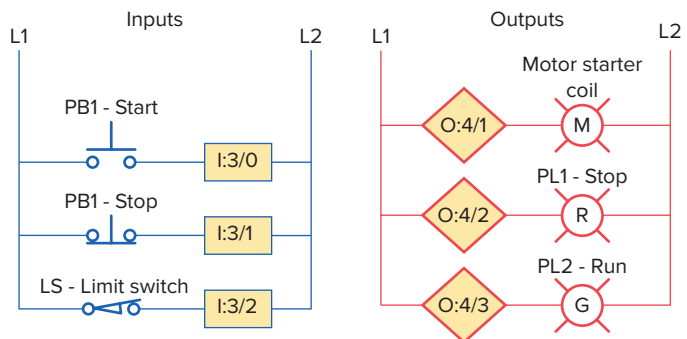 Inputs
L1
L2
PB1 - Start
I:3/0
PB1 - Stop
I:3/1
LS - Limit switch
I:3/2
Outputs
L1
L2
Motor starter
coil
O:4/1
M
PL1 - Stop
O:4/2
R
PL2 - Run
O:4/3
G